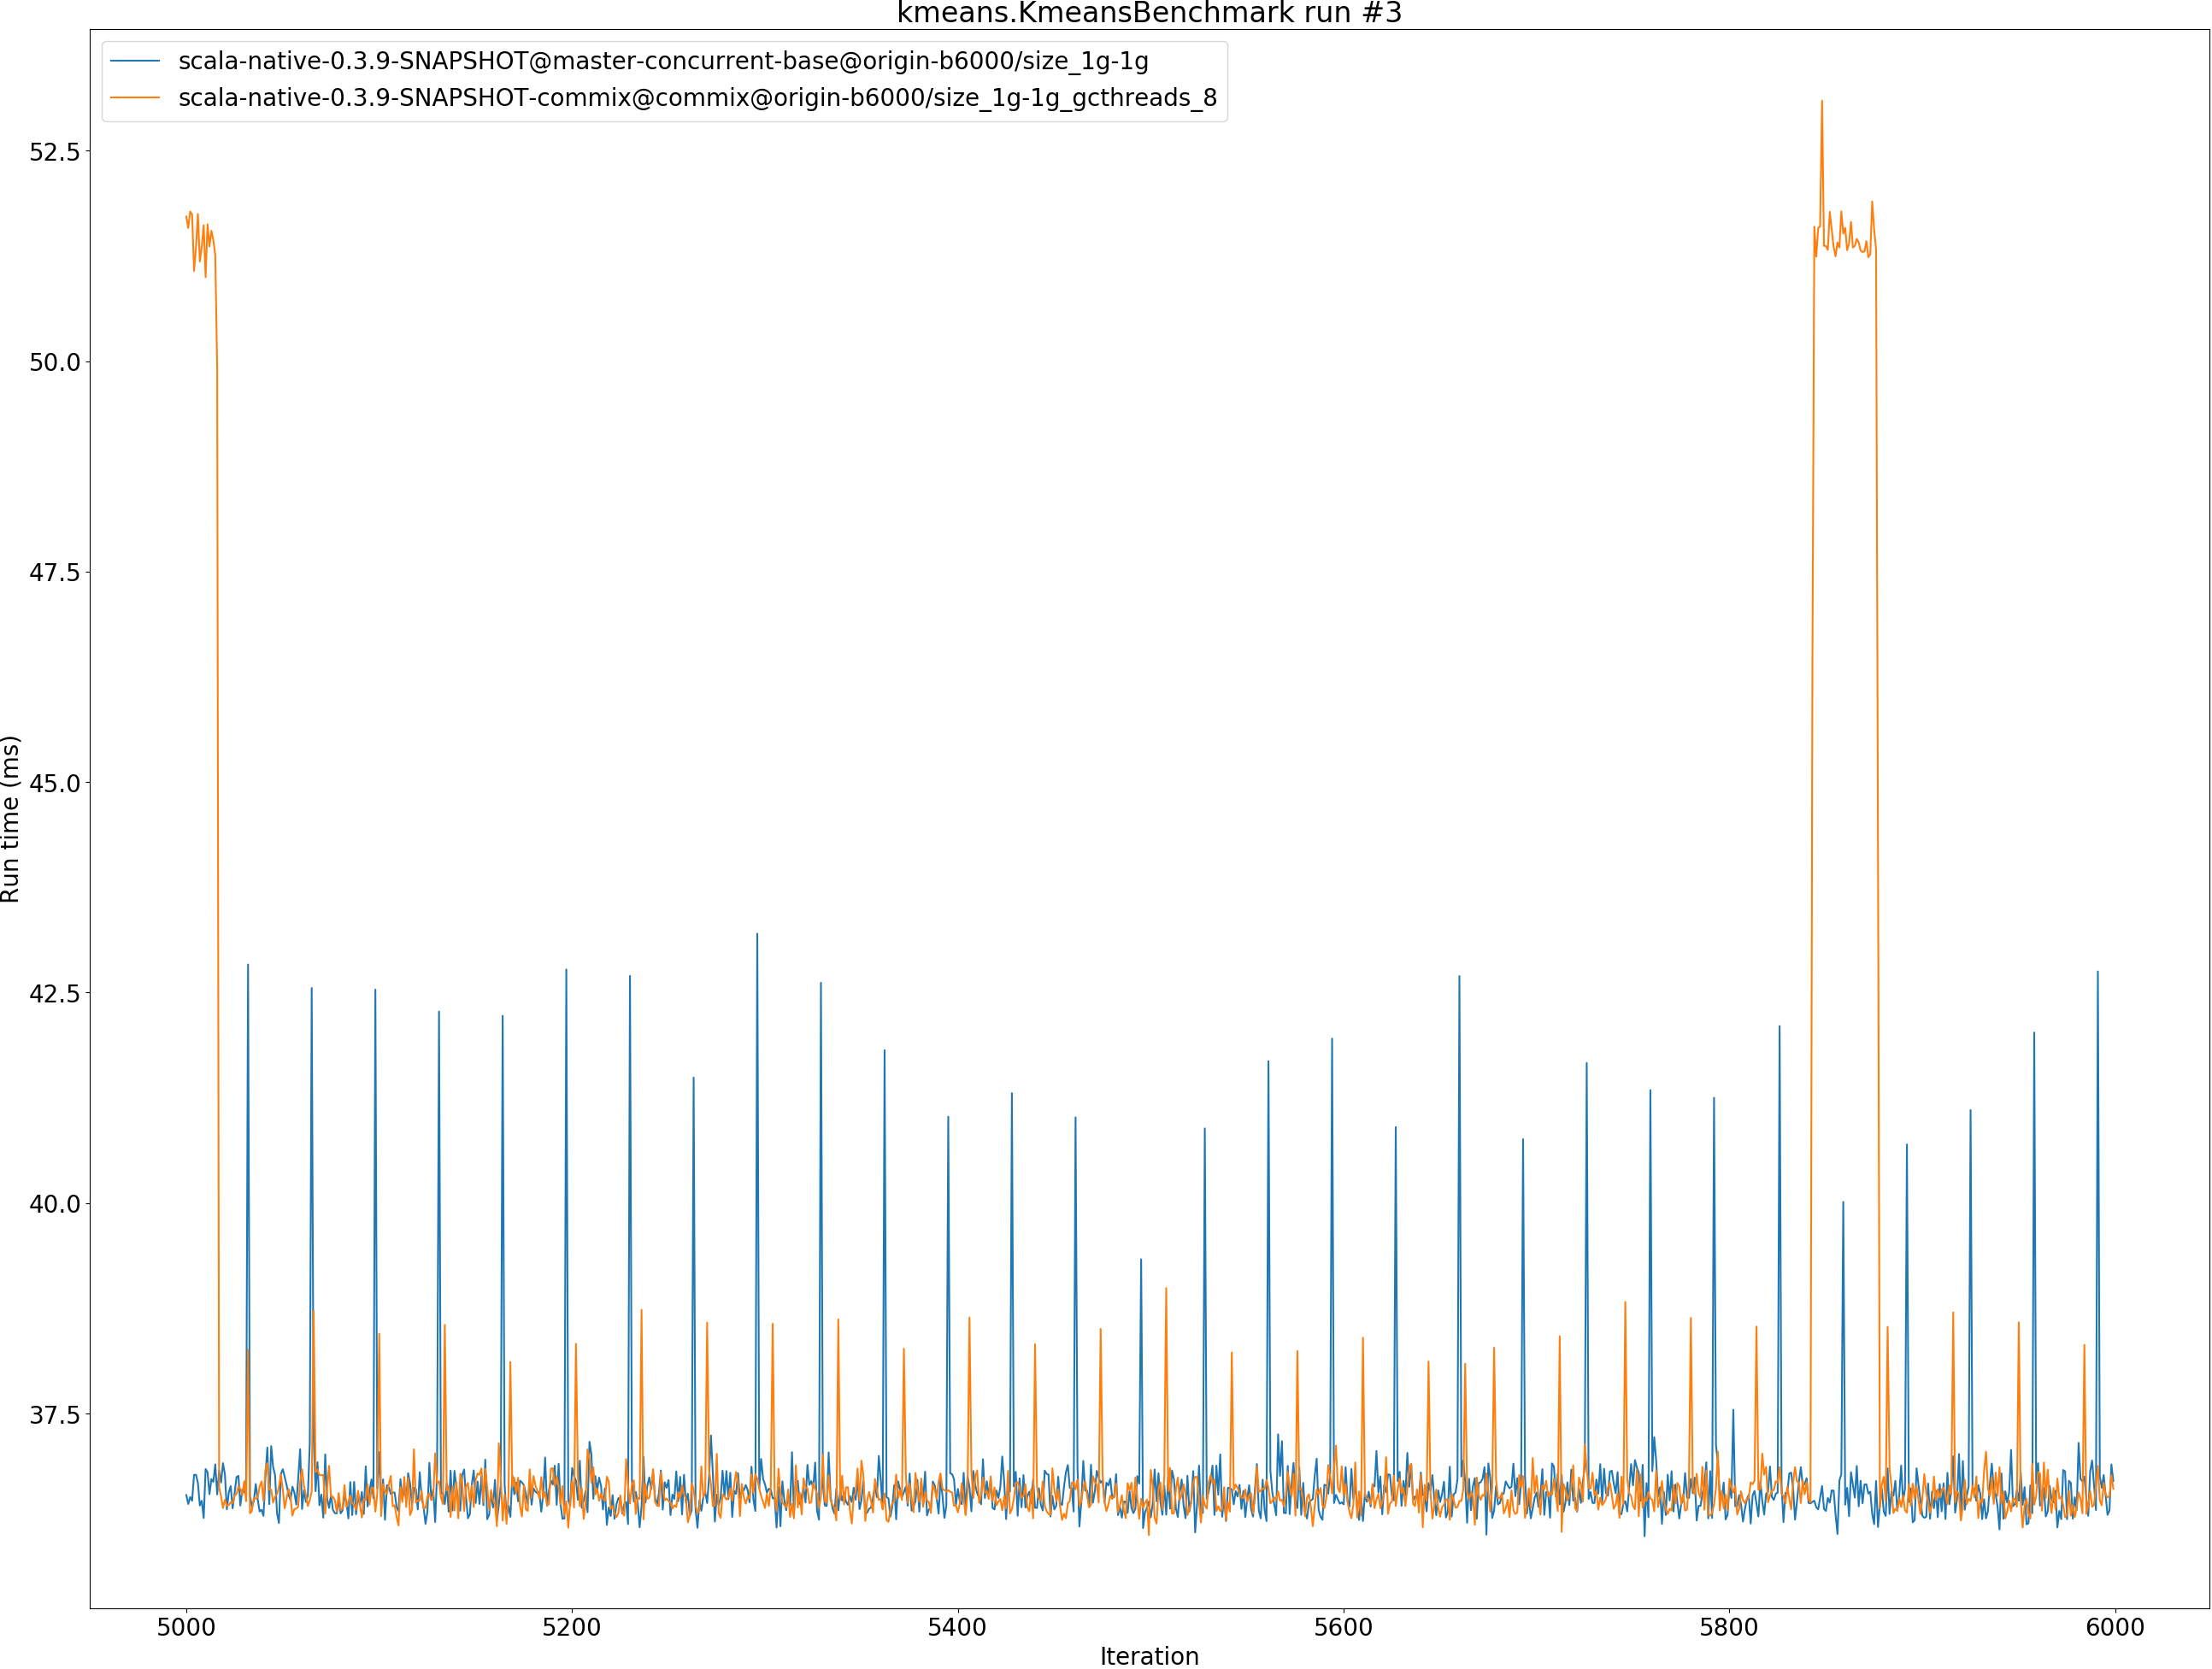 kmeans.KmeansBenchmark run #3
scala-native-0.3.9-SNAPSHOT@master-concurrent-base@origin-b6000/size_1g-1g
scala-native-0.3.9-SNAPSHOT-commix@commix@origin-b6000/size_1g-1g_gcthreads_8
52.5
50.0
47.5
45.0
42.5
40.0
37.5
Run time (ms)
5000 5200 5400 5600 5800 6000
Iteration